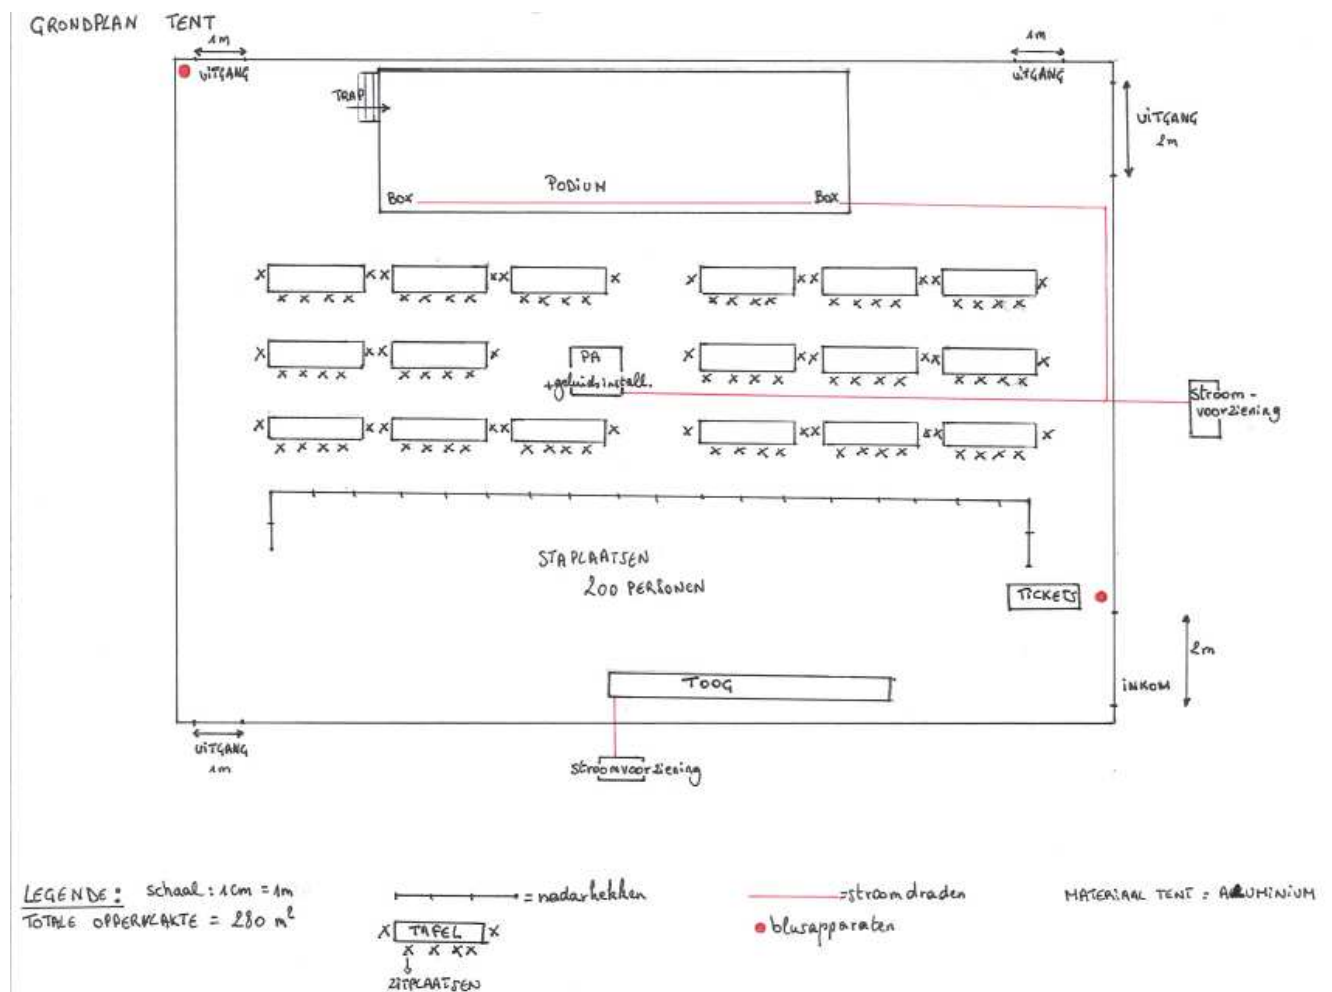 GRONDPLAN TENT
1m
UITGANG
1m
UITGANG
UITGANG
2m
TRAP
PODIUM
BOX
BOX
PA
+geluidsinstall.
Stroom-
voorziening
STAPLAATSEN
200 PERSONEN
TICKETS
2m
INKOM
TOOG
UITGANG
1m
Stroomvoorziening
LEGENDE: schaal: 1cm = 1m
TOTALE OPPERVLAKTE = 280 m²
= nadarhekken
X TAFEL X
X X X X
ZITPLAATSEN
= stroomdraden
blusapparaten
MATERIAAL TENT = ALUMINIUM